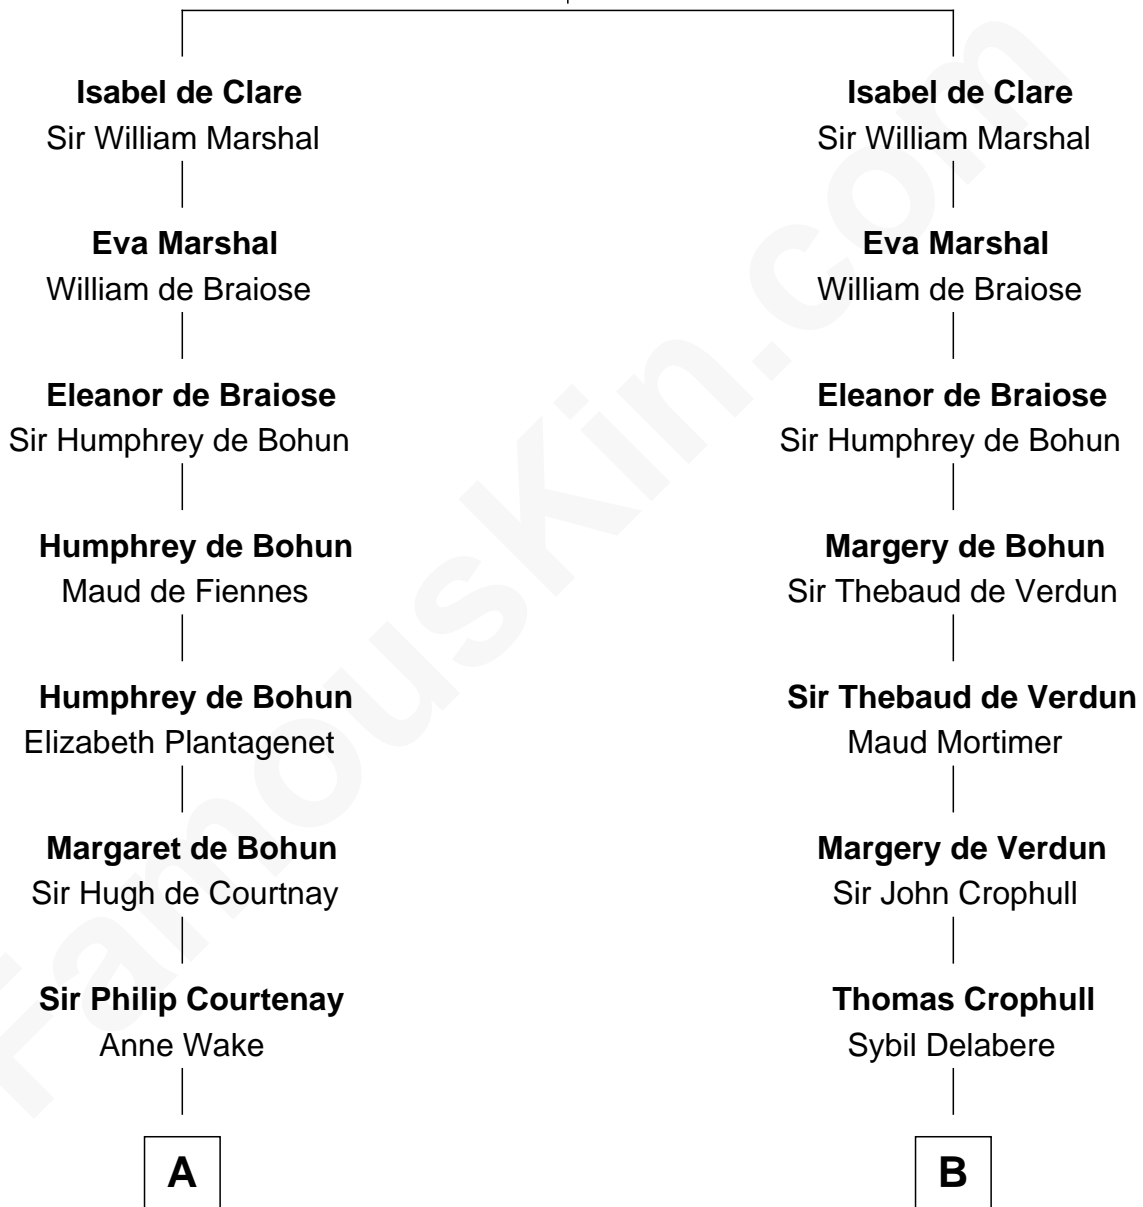 Isabel de Clare
Sir William Marshal
Eva Marshal
William de Braiose
Eleanor de Braiose
Sir Humphrey de Bohun
Humphrey de Bohun
Maud de Fiennes
Humphrey de Bohun
Elizabeth Plantagenet
Margaret de Bohun
Sir Hugh de Courtnay
Sir Philip Courtenay
Anne Wake
A
Isabel de Clare
Sir William Marshal
Eva Marshal
William de Braiose
Eleanor de Braiose
Sir Humphrey de Bohun
Margery de Bohun
Sir Thebaud de Verdun
Sir Thebaud de Verdun
Maud Mortimer
Margery de Verdun
Sir John Crophull
Thomas Crophull
Sybil Delabere
B
FamousKin.com